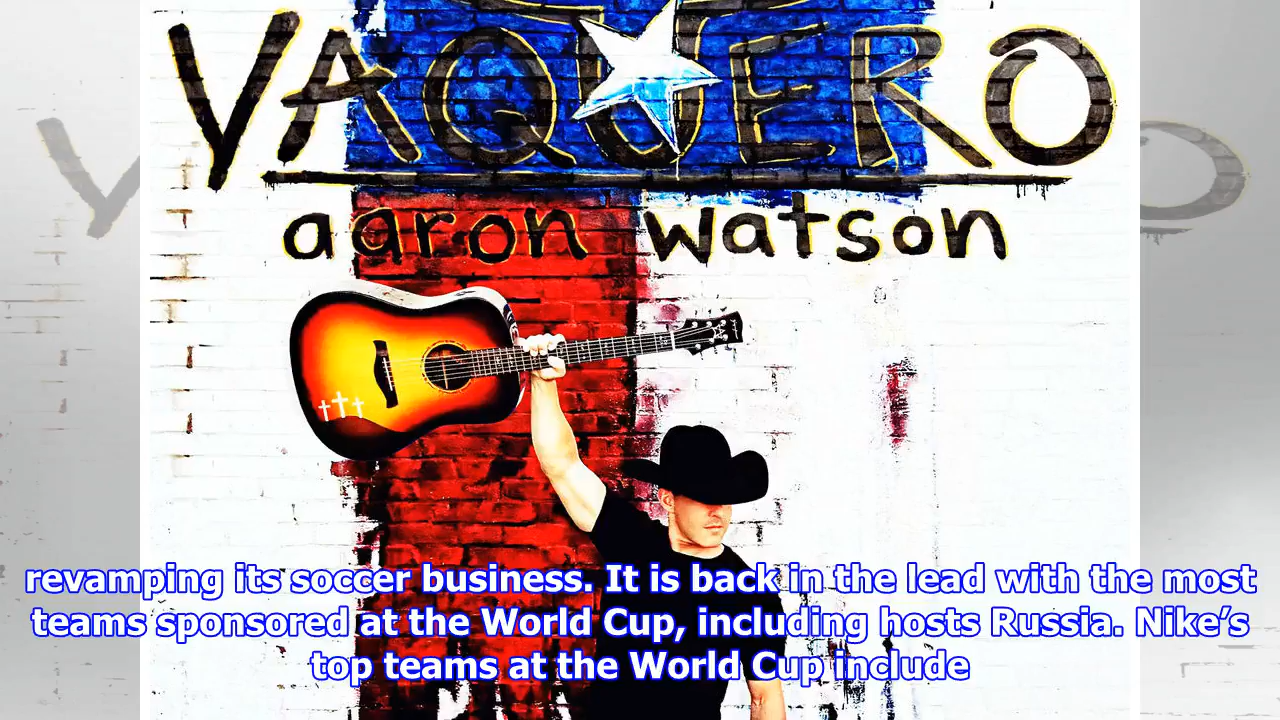 VAQUERO
aaron watson
revamping its soccer business. It is back in the lead with the most
teams sponsored at the World Cup, including hosts Russia. Nike’s
top teams at the World Cup include